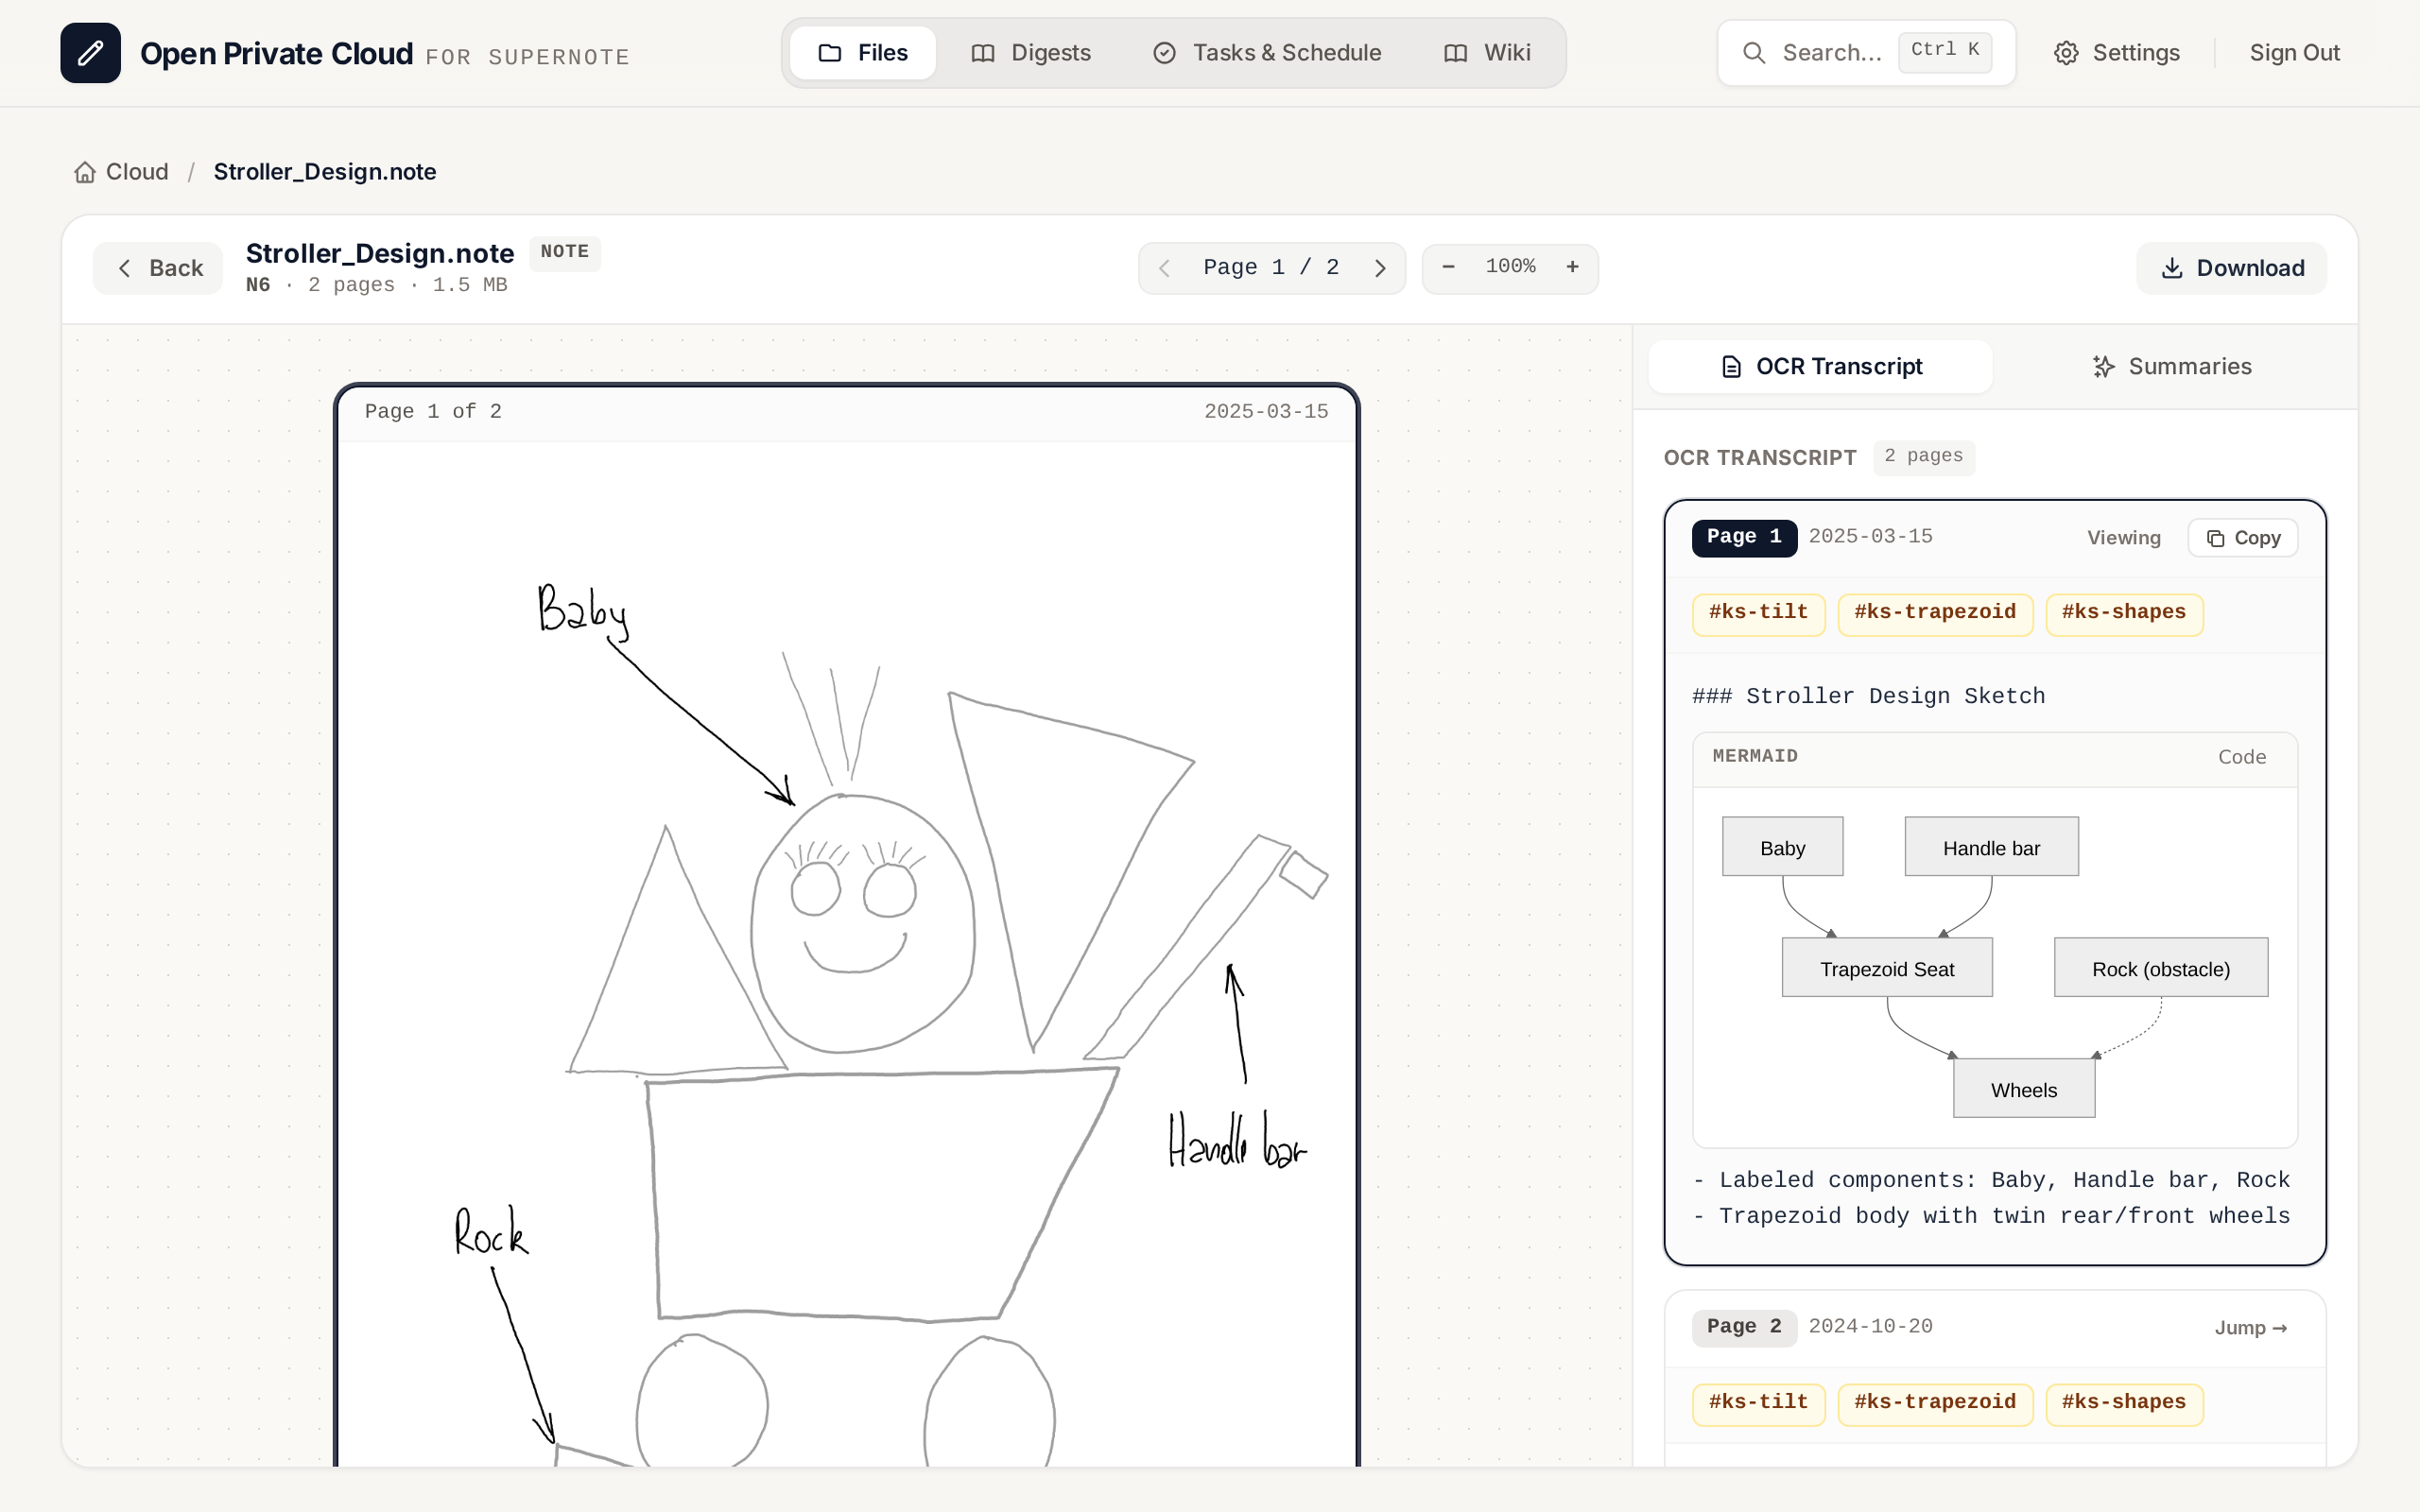 Open Private Cloud FOR SUPERNOTE
Files
Digests
Tasks & Schedule
Wiki
Search...
Ctrl K
Settings
Sign Out
Cloud / Stroller_Design.note
Back
Stroller_Design.note NOTE
N6 · 2 pages · 1.5 MB
Page 1 / 2
− 100% +
Download
Page 1 of 2
2025-03-15
Baby
Handle bar
Rock
OCR Transcript
Summaries
OCR TRANSCRIPT 2 pages
Page 1 2025-03-15 Viewing Copy
#ks-tilt #ks-trapezoid #ks-shapes
### Stroller Design Sketch
MERMAID Code
Baby Handle bar
Trapezoid Seat Rock (obstacle)
Wheels
- Labeled components: Baby, Handle bar, Rock
- Trapezoid body with twin rear/front wheels
Page 2 2024-10-20 Jump →
#ks-tilt #ks-trapezoid #ks-shapes